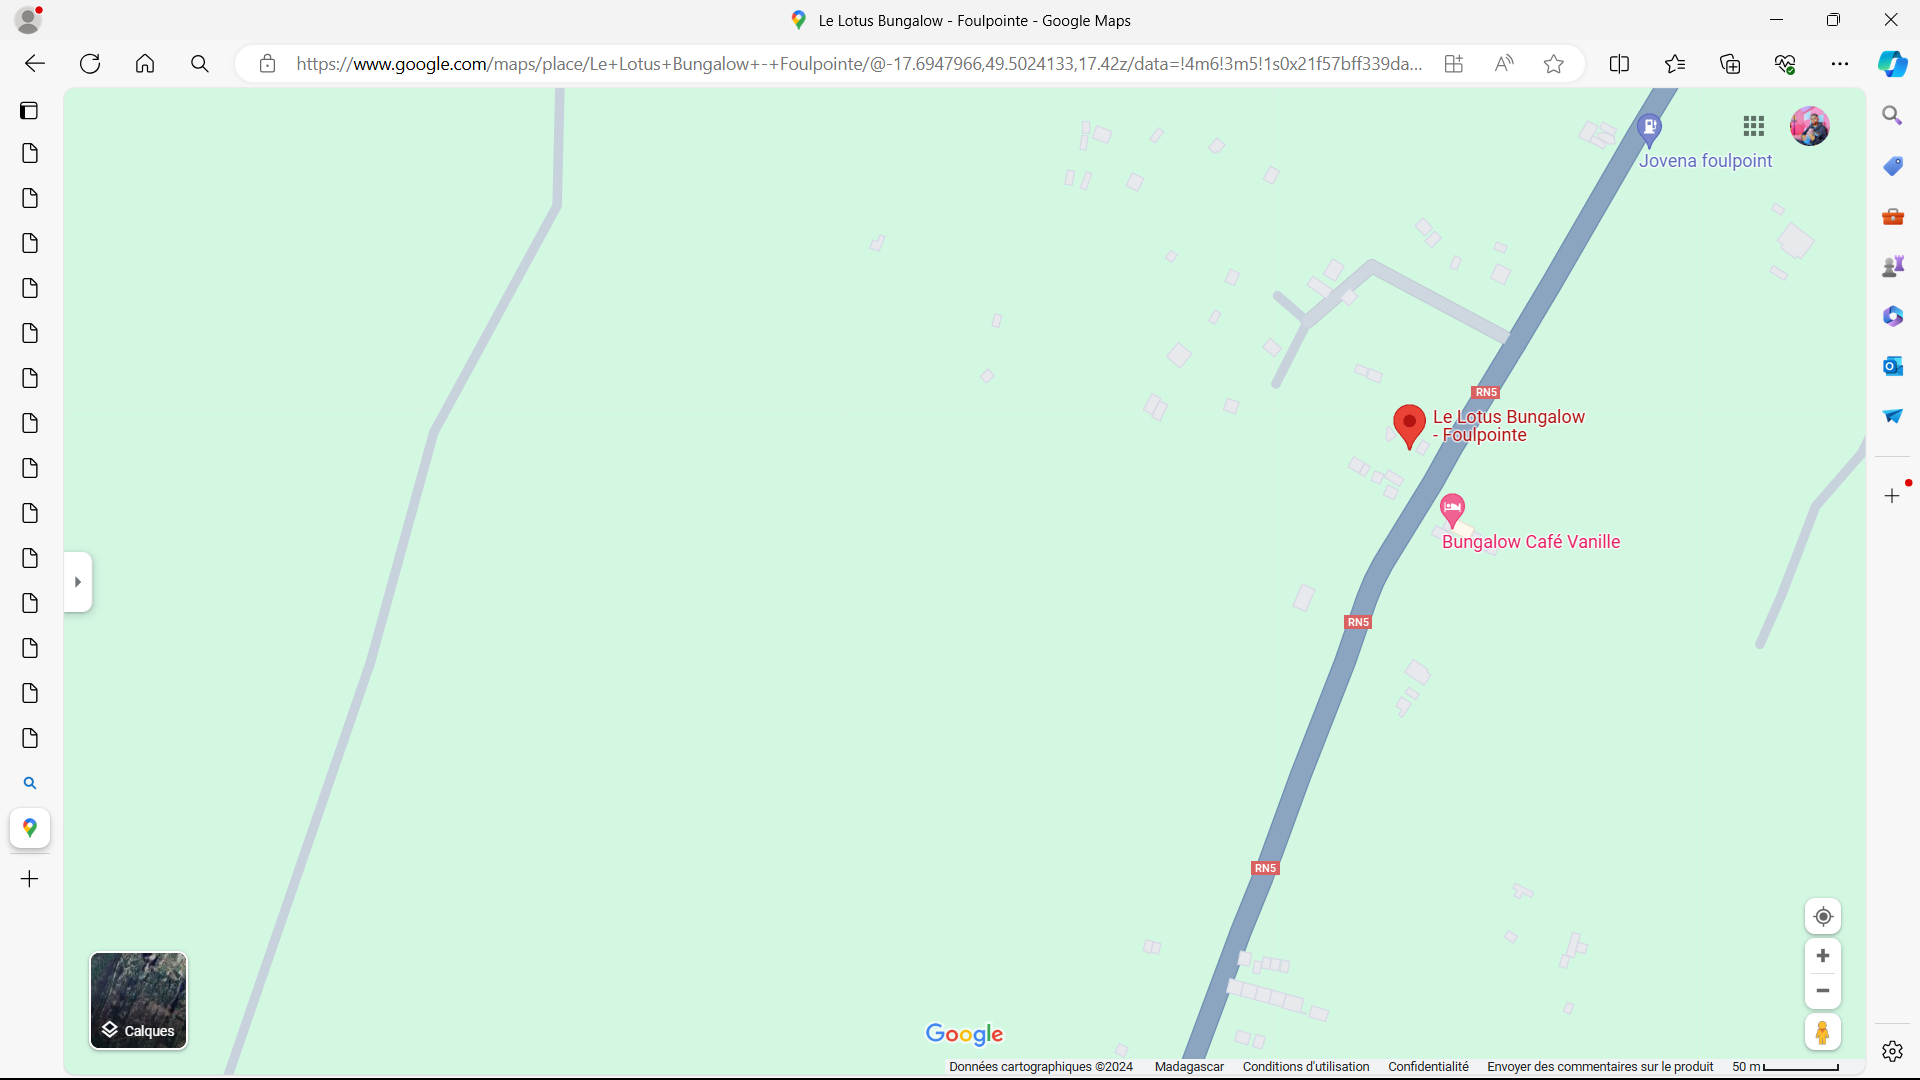 Le Lotus Bungalow - Foulpointe - Google Maps
https://www.google.com/maps/place/Le+Lotus+Bungalow+-+Foulpointe/@-17.6947966,49.5024133,17.42z/data=!4m6!3m5!1s0x21f57bff339da...
Jovena foulpoint
RN5
Le Lotus Bungalow
- Foulpointe
Bungalow Café Vanille
RN5
RN5
Calques
Google
Données cartographiques ©2024 Madagascar Conditions d'utilisation Confidentialité Envoyer des commentaires sur le produit 50 m